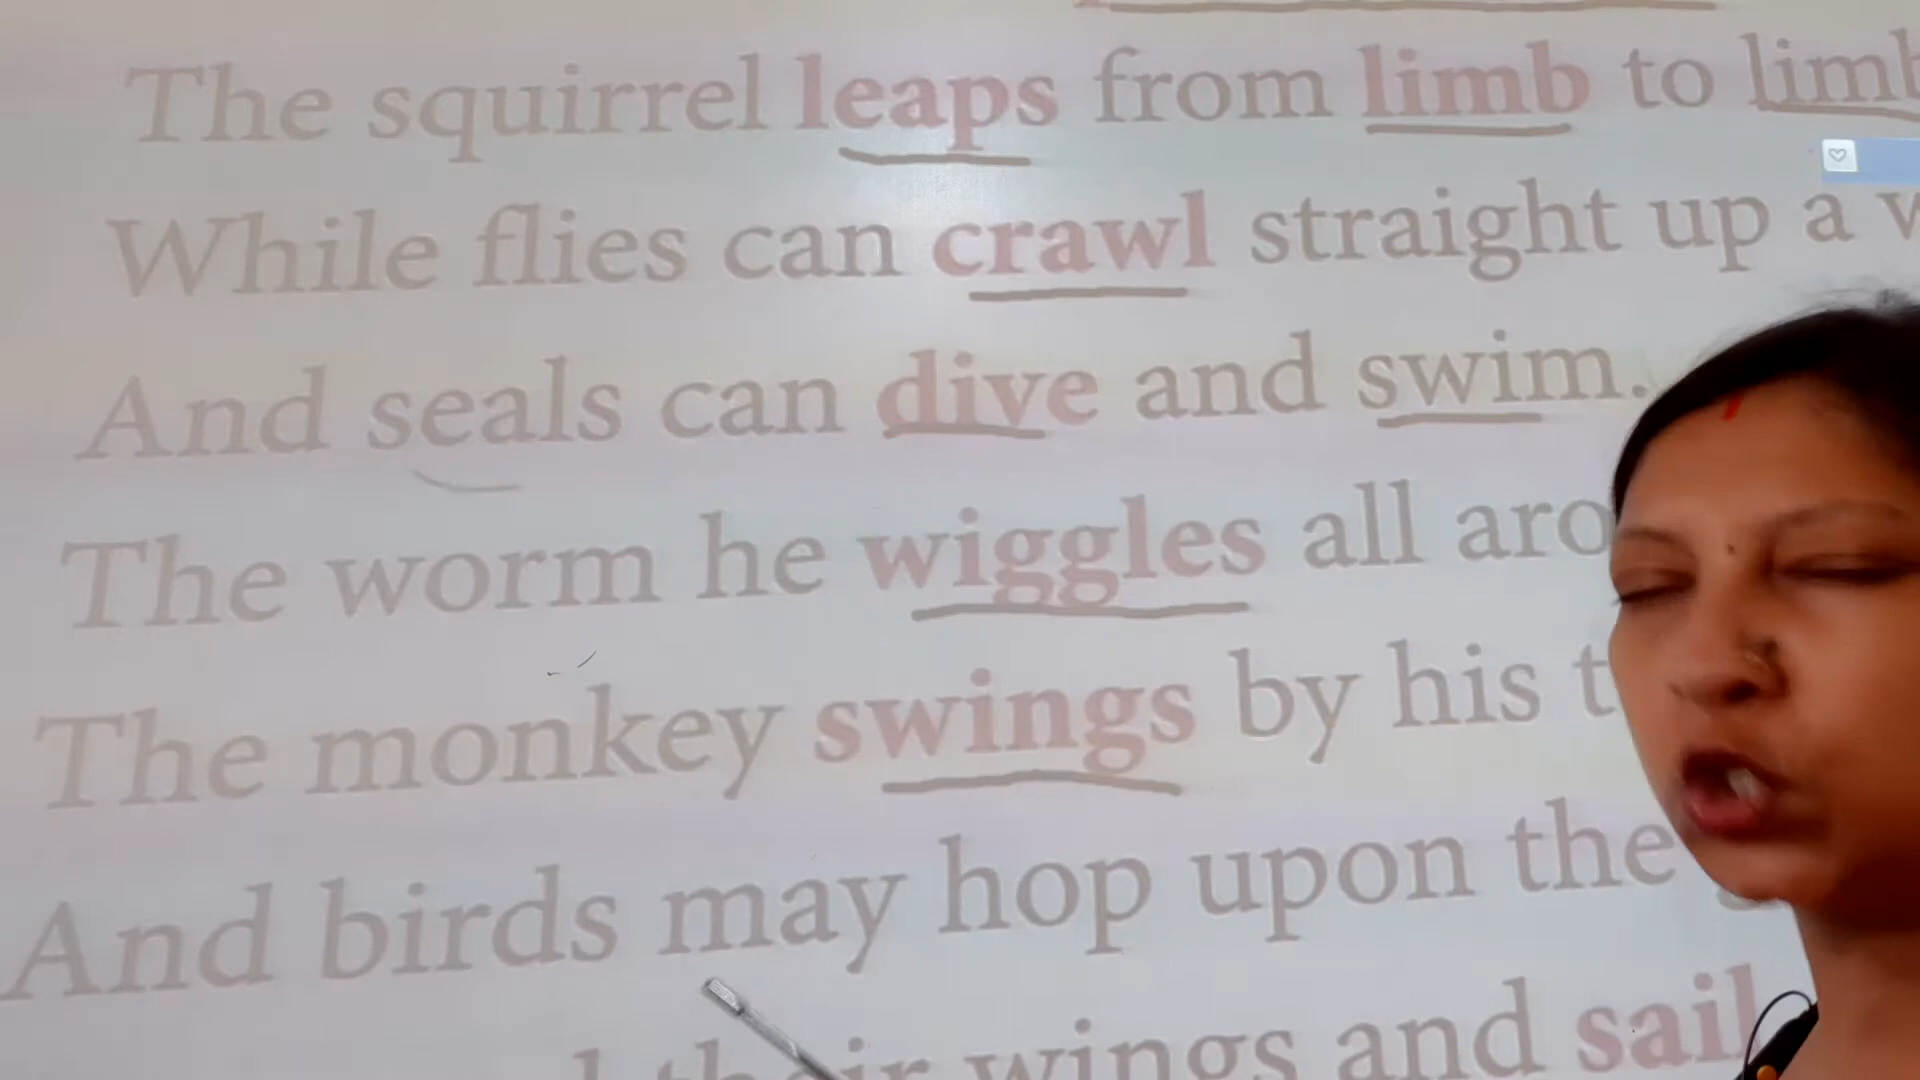 The squirrel leaps from limb to limb
While flies can crawl straight up a
And seals can dive and swim.
The worm he wiggles all aro
The monkey swings by his t
And birds may hop upon the
their wings and sail